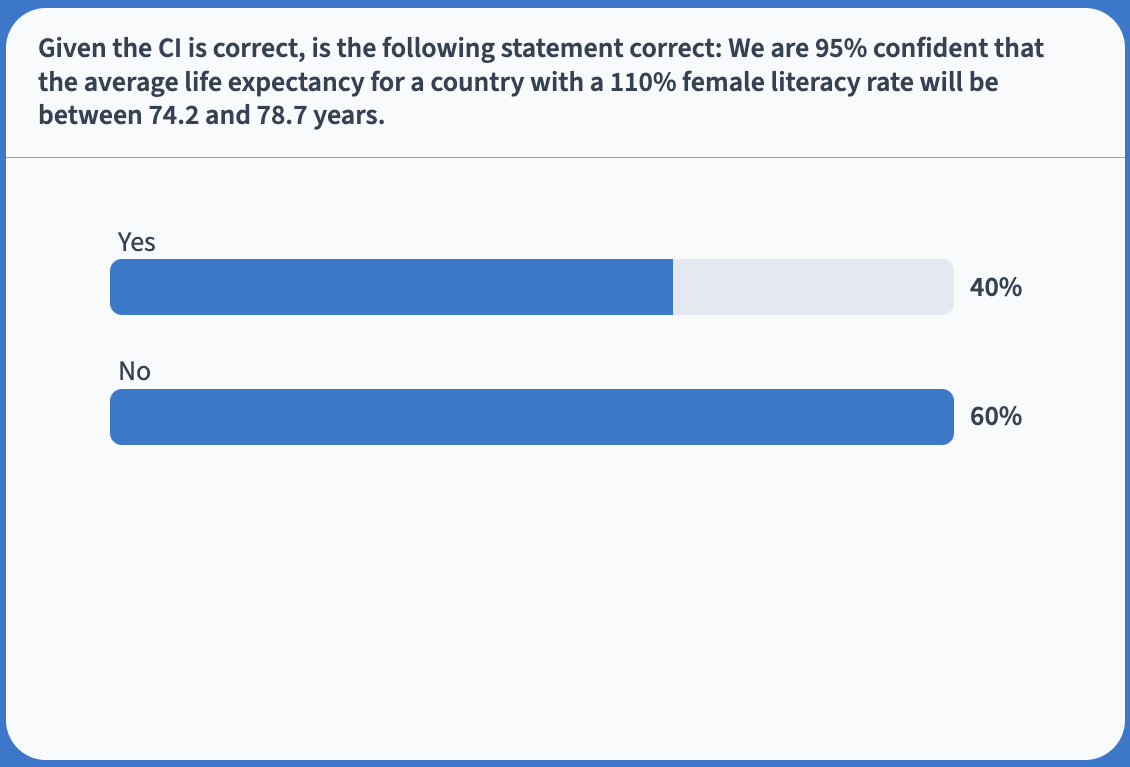 Given the CI is correct, is the following statement correct: We are 95% confident that
the average life expectancy for a country with a 110% female literacy rate will be
between 74.2 and 78.7 years.
Yes
40%
No
60%